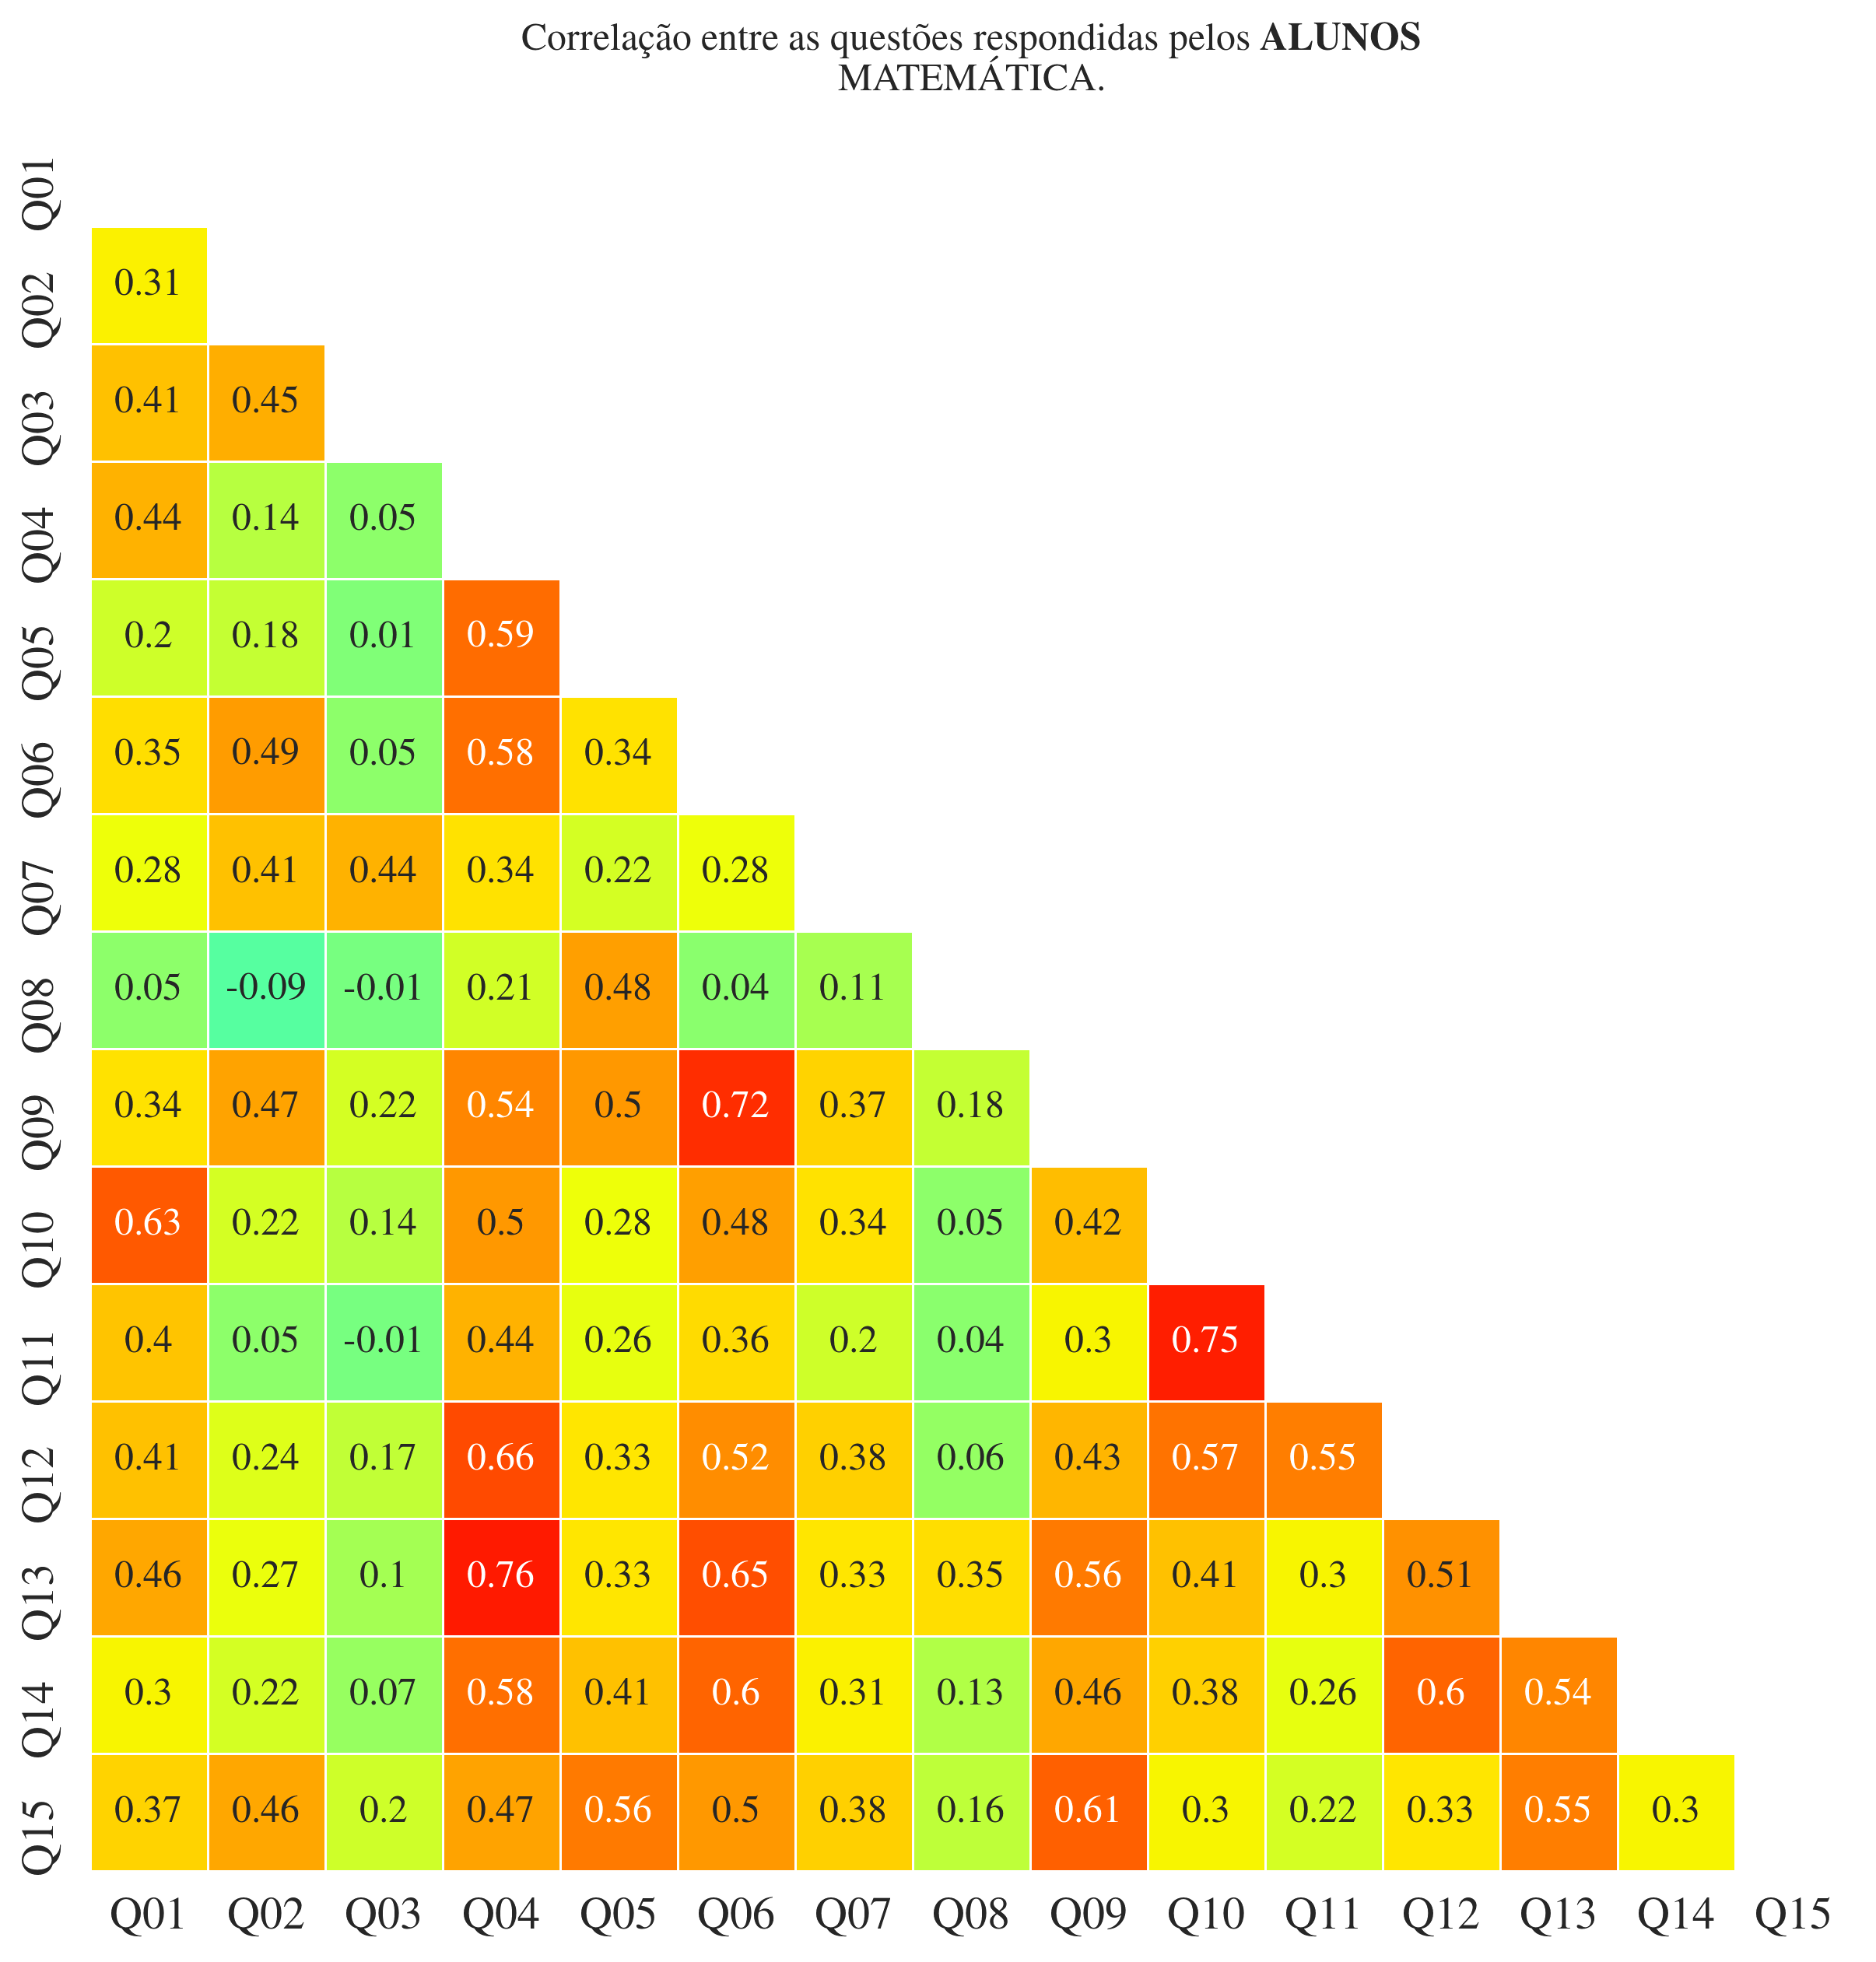 Correlação entre as questões respondidas pelos ALUNOS
MATEMÁTICA.
Q01
Q02 0.31
Q03 0.41 0.45
Q04 0.44 0.14 0.05
Q05 0.2 0.18 0.01 0.59
Q06 0.35 0.49 0.05 0.58 0.34
Q07 0.28 0.41 0.44 0.34 0.22 0.28
Q08 0.05 -0.09 -0.01 0.21 0.48 0.04 0.11
Q09 0.34 0.47 0.22 0.54 0.5 0.72 0.37 0.18
Q10 0.63 0.22 0.14 0.5 0.28 0.48 0.34 0.05 0.42
Q11 0.4 0.05 -0.01 0.44 0.26 0.36 0.2 0.04 0.3 0.75
Q12 0.41 0.24 0.17 0.66 0.33 0.52 0.38 0.06 0.43 0.57 0.55
Q13 0.46 0.27 0.1 0.76 0.33 0.65 0.33 0.35 0.56 0.41 0.3 0.51
Q14 0.3 0.22 0.07 0.58 0.41 0.6 0.31 0.13 0.46 0.38 0.26 0.6 0.54
Q15 0.37 0.46 0.2 0.47 0.56 0.5 0.38 0.16 0.61 0.3 0.22 0.33 0.55 0.3
Q01 Q02 Q03 Q04 Q05 Q06 Q07 Q08 Q09 Q10 Q11 Q12 Q13 Q14 Q15